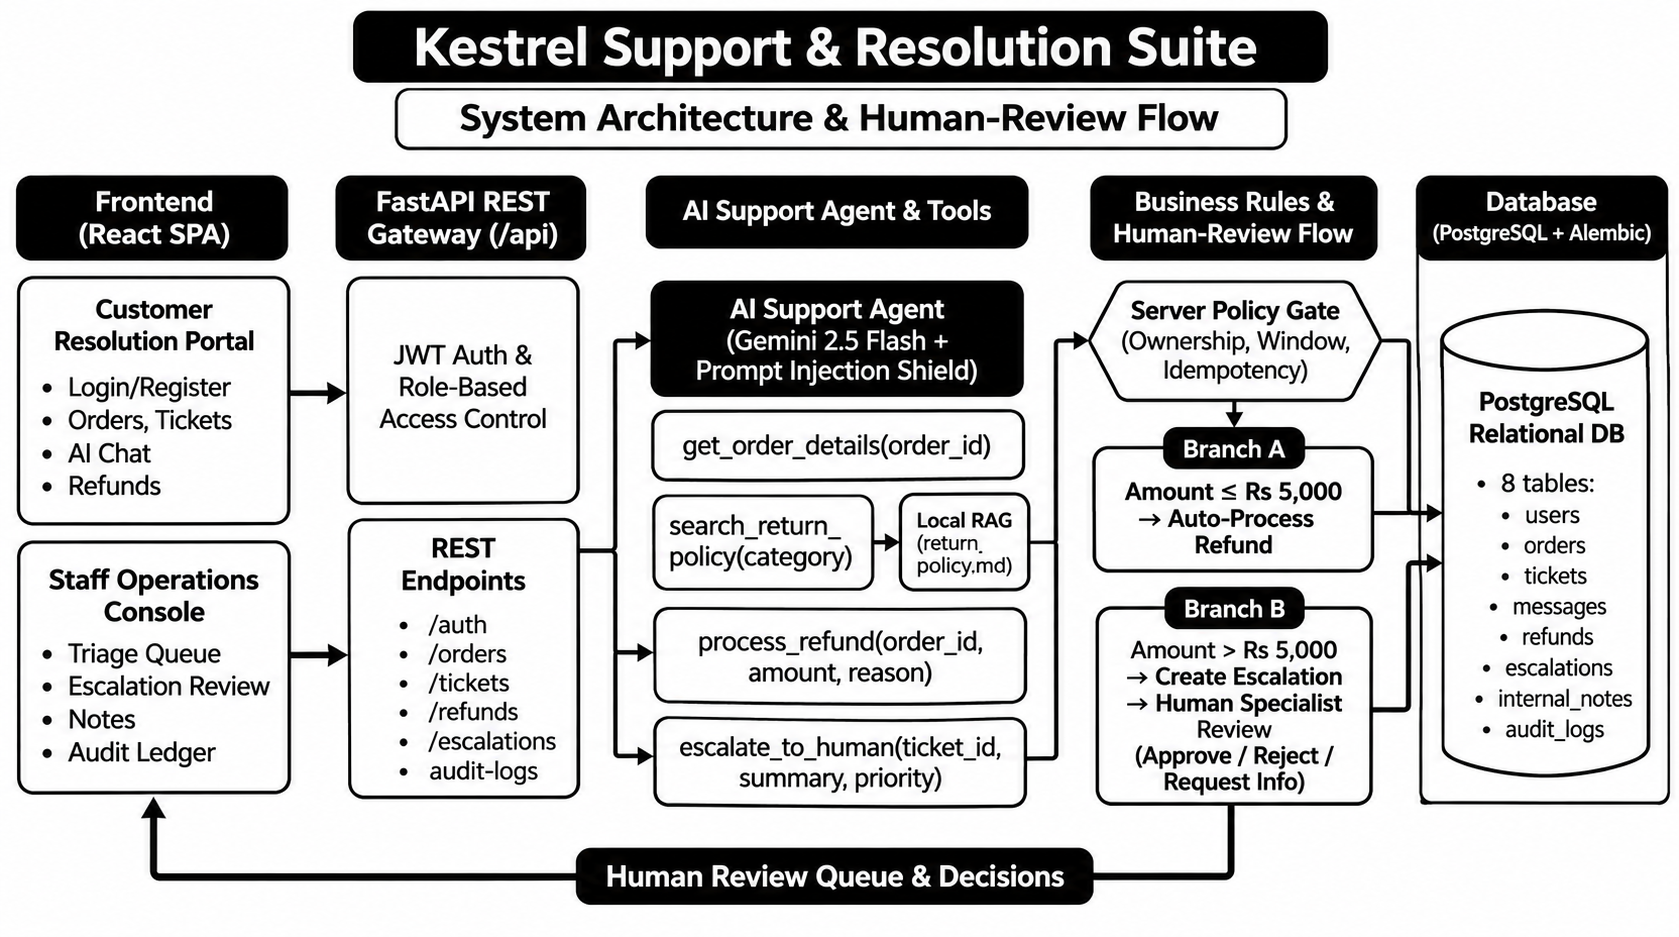 Kestrel Support & Resolution Suite
System Architecture & Human-Review Flow
Frontend
(React SPA)
Customer
Resolution Portal
• Login/Register
• Orders, Tickets
• AI Chat
• Refunds
Staff Operations
Console
• Triage Queue
• Escalation Review
• Notes
• Audit Ledger
FastAPI REST
Gateway (/api)
JWT Auth &
Role-Based
Access Control
REST
Endpoints
• /auth
• /orders
• /tickets
• /refunds
• /escalations
• audit-logs
AI Support Agent & Tools
AI Support Agent
(Gemini 2.5 Flash +
Prompt Injection Shield)
get_order_details(order_id)
search_return_
policy(category)
Local RAG
(return_
policy.md)
process_refund(order_id,
amount, reason)
escalate_to_human(ticket_id,
summary, priority)
Business Rules &
Human-Review Flow
Server Policy Gate
(Ownership, Window,
Idempotency)
Branch A
Amount ≤ Rs 5,000
→ Auto-Process
Refund
Branch B
Amount > Rs 5,000
→ Create Escalation
→ Human Specialist
Review
(Approve / Reject /
Request Info)
Database
(PostgreSQL + Alembic)
PostgreSQL
Relational DB
• 8 tables:
• users
• orders
• tickets
• messages
• refunds
• escalations
• internal_notes
• audit_logs
Human Review Queue & Decisions